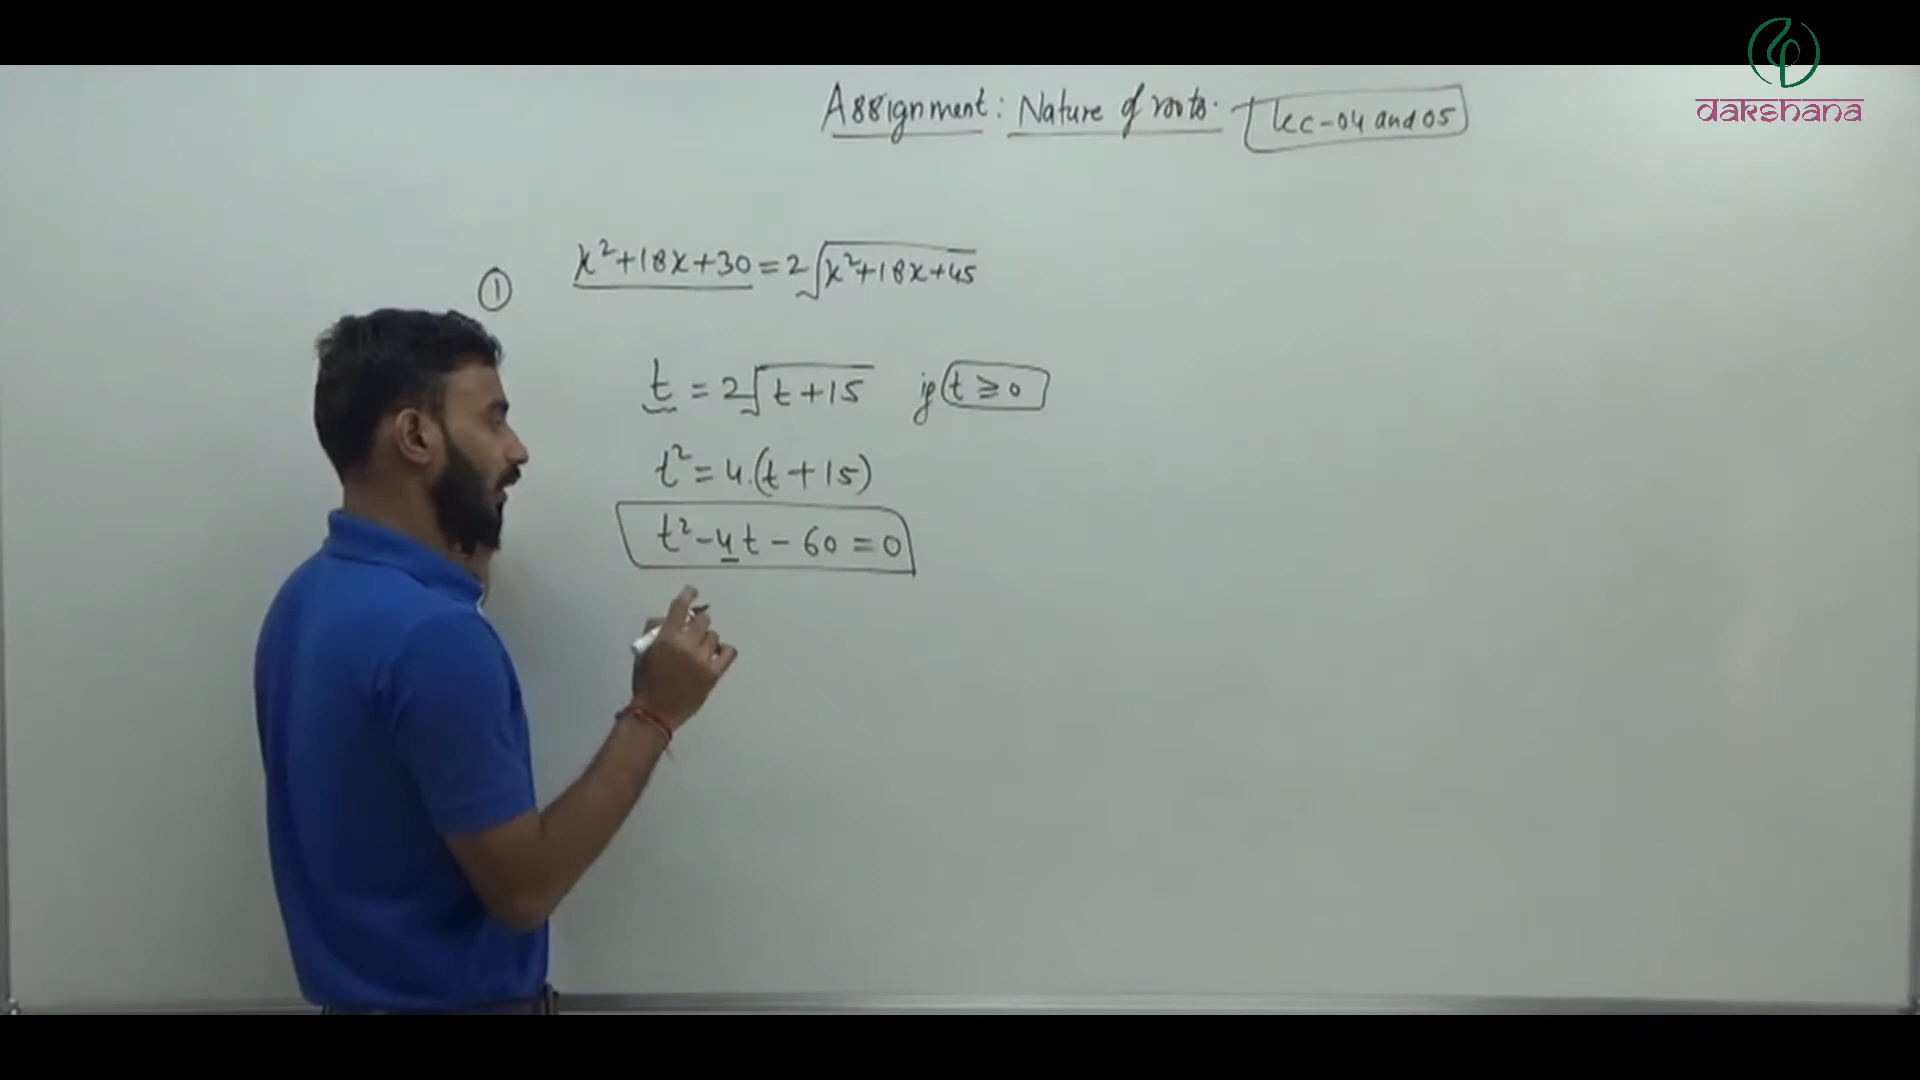 dakshana
Assignment: Nature of roots. Lec-04 and 05
① x²+18x+30=2√x²+18x+45
t = 2√t+15 if t ≥ 0
t²=4.(t+15)
t²-4t-60=0